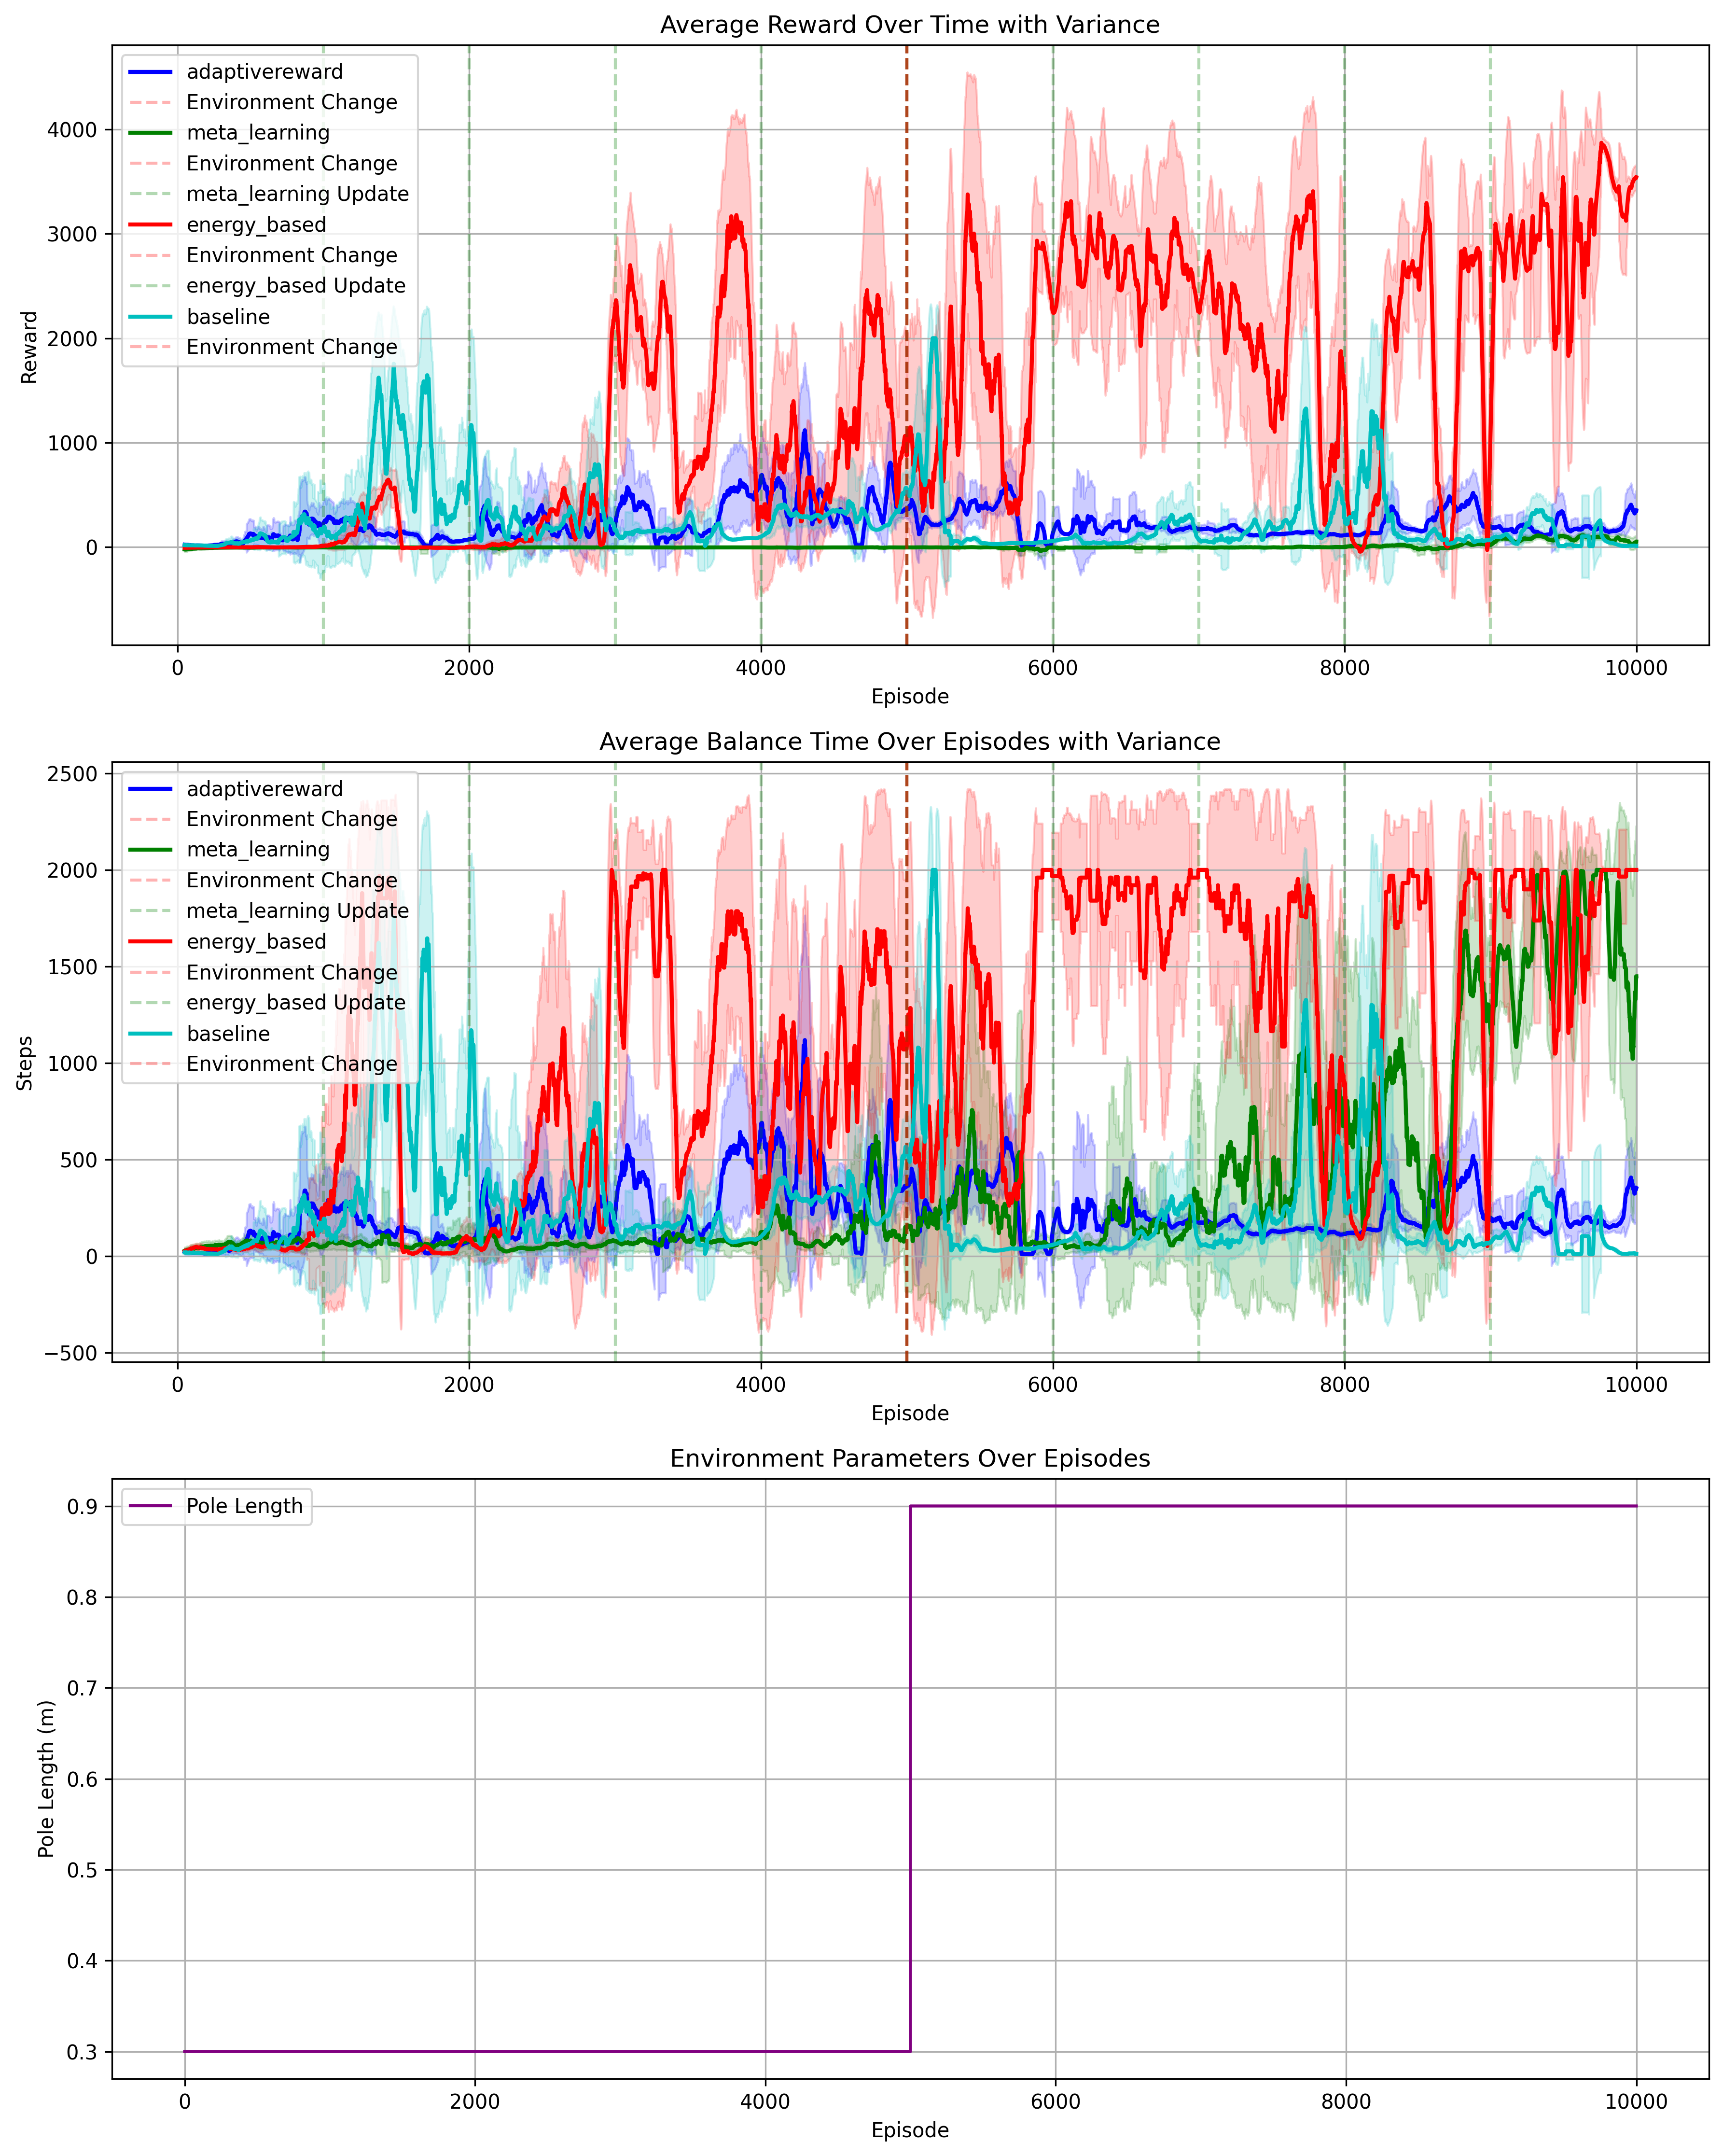 Average Reward Over Time with Variance
adaptivereward
Environment Change
meta_learning
Environment Change
meta_learning Update
energy_based
Environment Change
energy_based Update
baseline
Environment Change
4000
3000
2000
1000
0
Reward
0 2000 4000 6000 8000 10000
Episode
Average Balance Time Over Episodes with Variance
adaptivereward
Environment Change
meta_learning
Environment Change
meta_learning Update
energy_based
Environment Change
energy_based Update
baseline
Environment Change
2500
2000
1500
1000
500
0
−500
Steps
0 2000 4000 6000 8000 10000
Episode
Environment Parameters Over Episodes
Pole Length
0.9
0.8
0.7
0.6
0.5
0.4
0.3
Pole Length (m)
0 2000 4000 6000 8000 10000
Episode